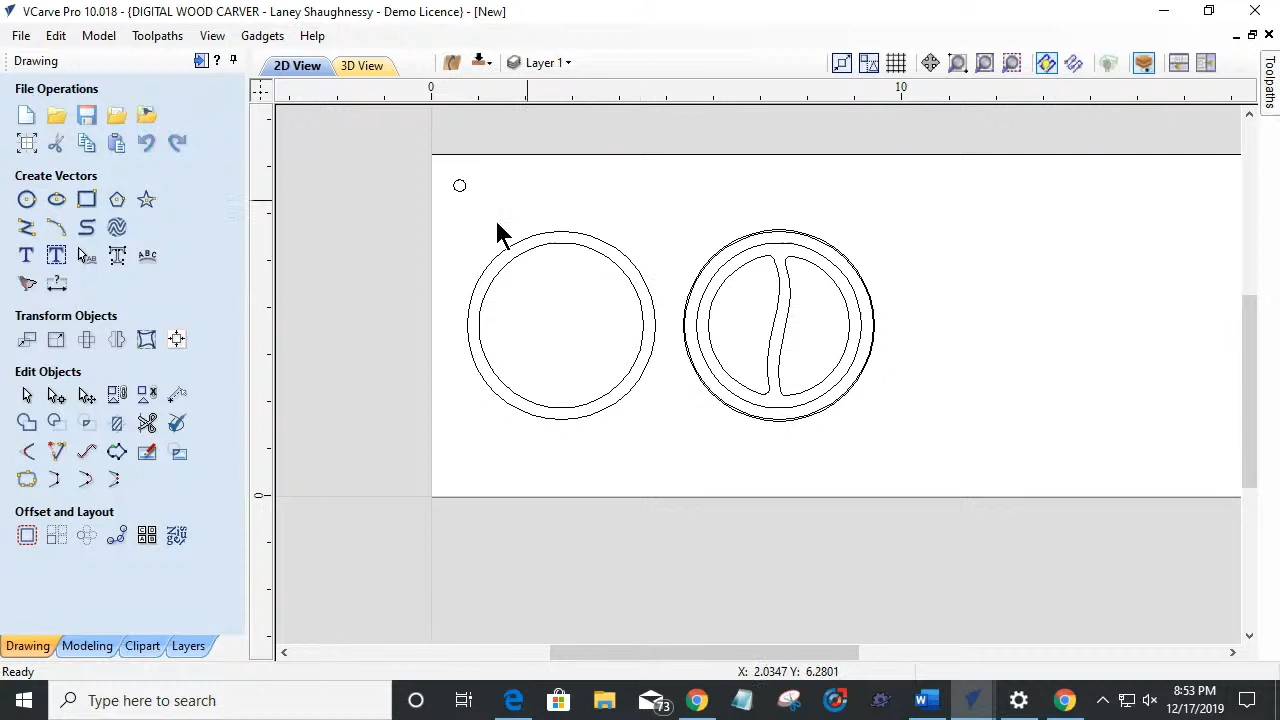 VCarve Pro 10.018 - {DIGITAL WOOD CARVER - Laney Shaughnessy - Demo Licence} - [New]
File Edit Model Toolpaths View Gadgets Help
Drawing
2D View
3D View
Layer 1
Toolpaths
File Operations
0
10
Create Vectors
Transform Objects
Edit Objects
0
Offset and Layout
Drawing
Modeling
Clipart
Layers
Ready
X: 2.0347 Y: 6.2801
Type here to search
73
8:53 PM
12/17/2019